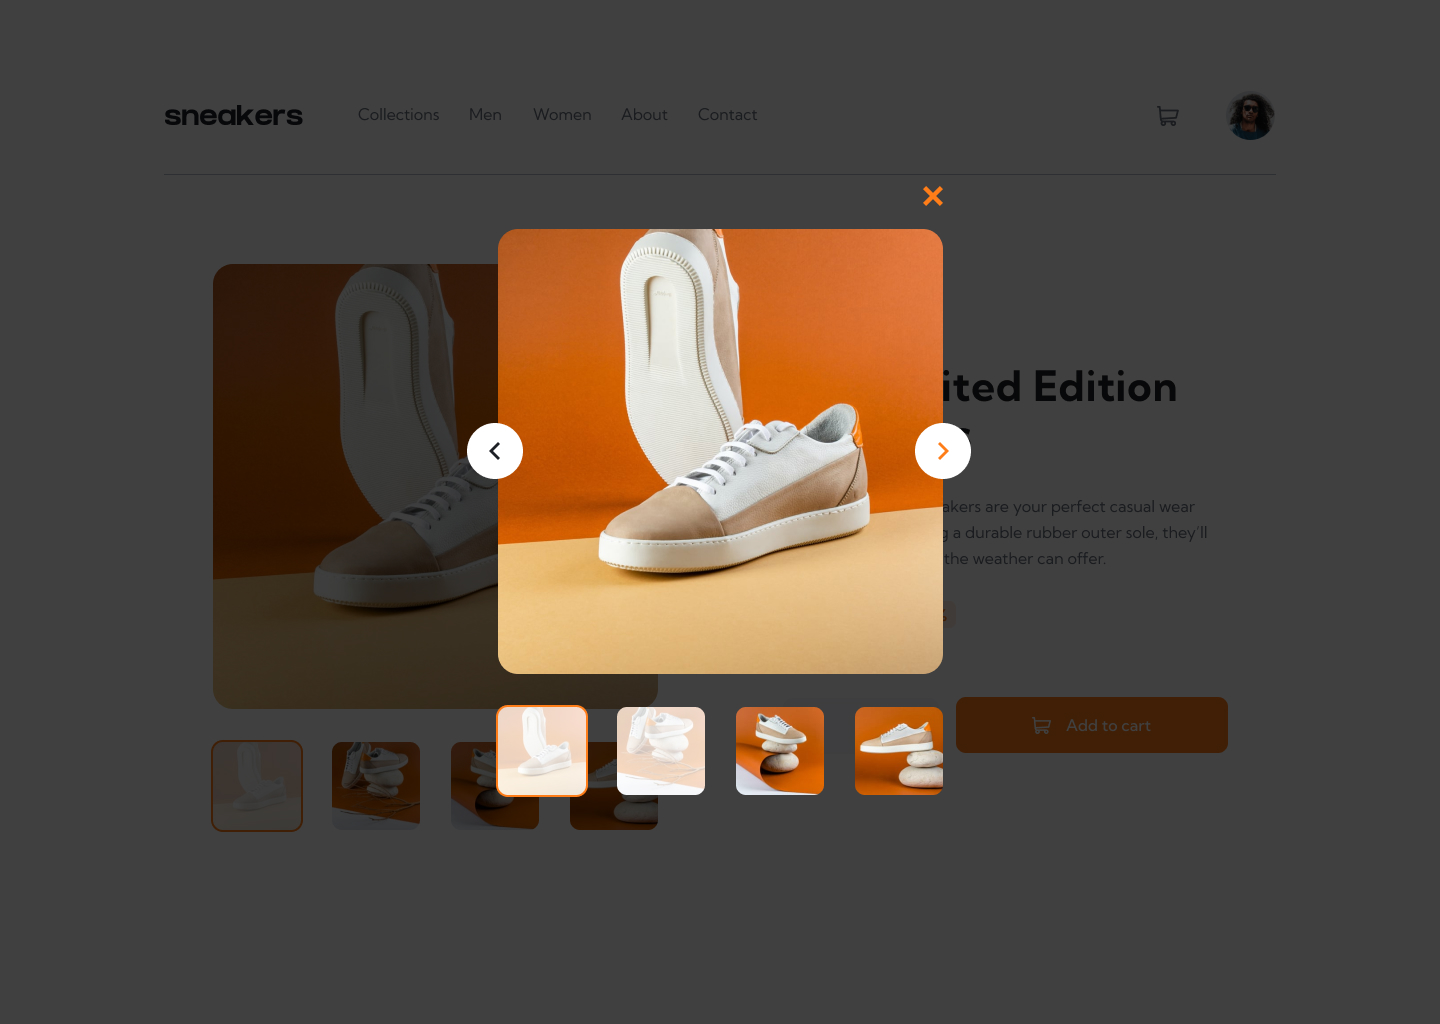 sneakers
Collections Men Women About Contact
ited Edition
akers are your perfect casual wear
g a durable rubber outer sole, they'll
the weather can offer.
Add to cart